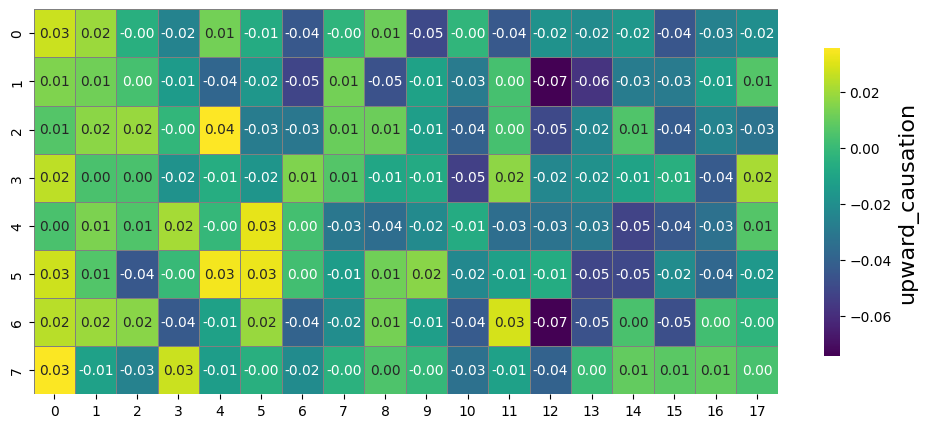 0 0.03 0.02 -0.00 -0.02 0.01 -0.01 -0.04 -0.00 0.01 -0.05 -0.00 -0.04 -0.02 -0.02 -0.02 -0.04 -0.03 -0.02
1 0.01 0.01 0.00 -0.01 -0.04 -0.02 -0.05 0.01 -0.05 -0.01 -0.03 0.00 -0.07 -0.06 -0.03 -0.03 -0.01 0.01
2 0.01 0.02 0.02 -0.00 0.04 -0.03 -0.03 0.01 0.01 -0.01 -0.04 0.00 -0.05 -0.02 0.01 -0.04 -0.03 -0.03
3 0.02 0.00 0.00 -0.02 -0.01 -0.02 0.01 0.01 -0.01 -0.01 -0.05 0.02 -0.02 -0.02 -0.01 -0.01 -0.04 0.02
4 0.00 0.01 0.01 0.02 -0.00 0.03 0.00 -0.03 -0.04 -0.02 -0.01 -0.03 -0.03 -0.03 -0.05 -0.04 -0.03 0.01
5 0.03 0.01 -0.04 -0.00 0.03 0.03 0.00 -0.01 0.01 0.02 -0.02 -0.01 -0.01 -0.05 -0.05 -0.02 -0.04 -0.02
6 0.02 0.02 0.02 -0.04 -0.01 0.02 -0.04 -0.02 0.01 -0.01 -0.04 0.03 -0.07 -0.05 0.00 -0.05 0.00 -0.00
7 0.03 -0.01 -0.03 0.03 -0.01 -0.00 -0.02 -0.00 0.00 -0.00 -0.03 -0.01 -0.04 0.00 0.01 0.01 0.01 0.00
0 1 2 3 4 5 6 7 8 9 10 11 12 13 14 15 16 17
0.02
0.00
−0.02
−0.04
−0.06
upward_causation